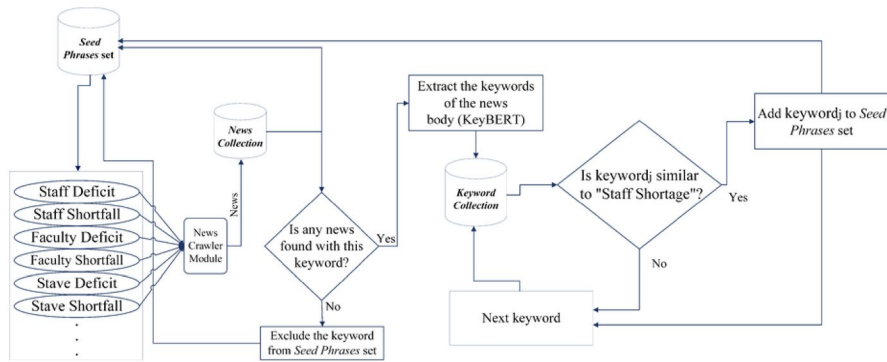 Seed
Phrases set
Staff Deficit
Staff Shortfall
Faculty Deficit
Faculty Shortfall
Stave Deficit
Stave Shortfall
.
.
.
News
Crawler
Module
News
News
Collection
Is any news
found with this
keyword?
Yes
No
Exclude the keyword
from Seed Phrases set
Extract the keywords
of the news
body (KeyBERT)
Keyword
Collection
Is keywordj similar
to "Staff Shortage"?
Yes
No
Next keyword
Add keywordj to Seed
Phrases set